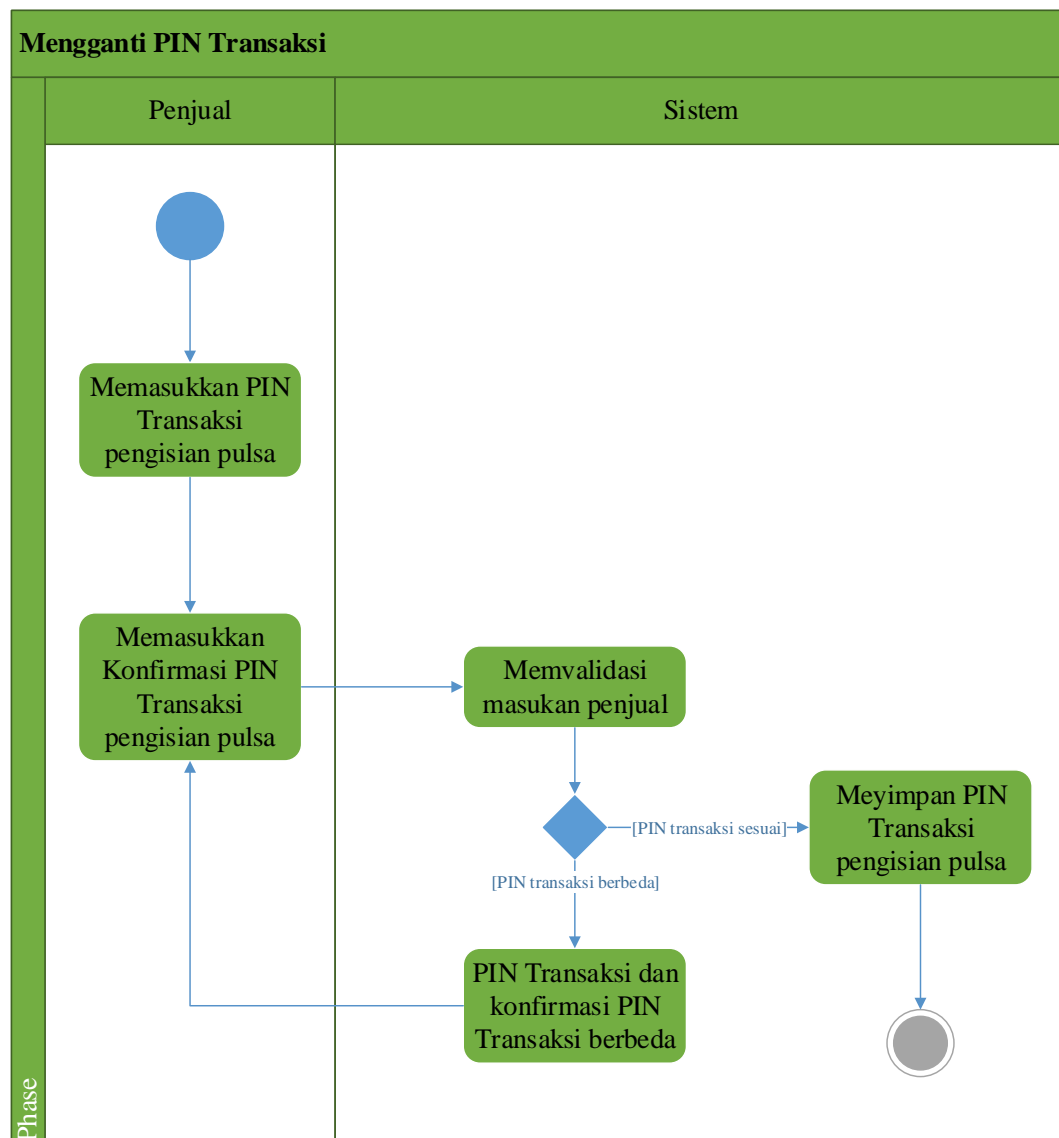 Mengganti PIN Transaksi
Penjual
Sistem
Memasukkan PIN
Transaksi
pengisian pulsa
Memasukkan
Konfirmasi PIN
Transaksi
pengisian pulsa
Memvalidasi
masukan penjual
[PIN transaksi sesuai]
Meyimpan PIN
Transaksi
pengisian pulsa
[PIN transaksi berbeda]
PIN Transaksi dan
konfirmasi PIN
Transaksi berbeda
Phase